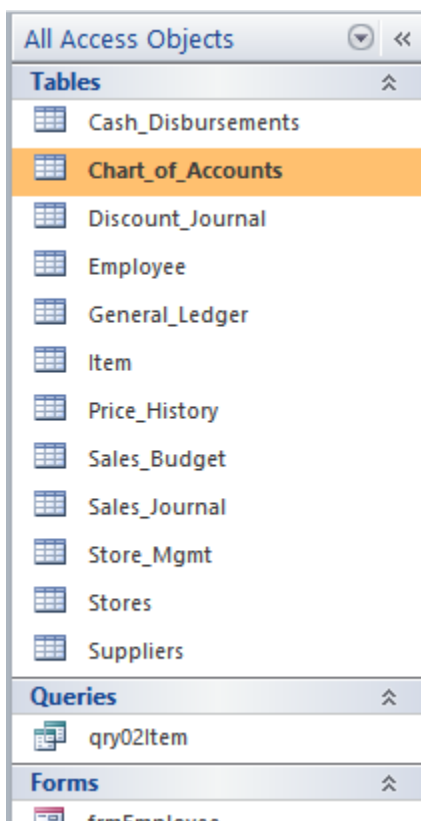 All Access Objects
Tables
Cash_Disbursements
Chart_of_Accounts
Discount_Journal
Employee
General_Ledger
Item
Price_History
Sales_Budget
Sales_Journal
Store_Mgmt
Stores
Suppliers
Queries
qry02Item
Forms
frmEmployee